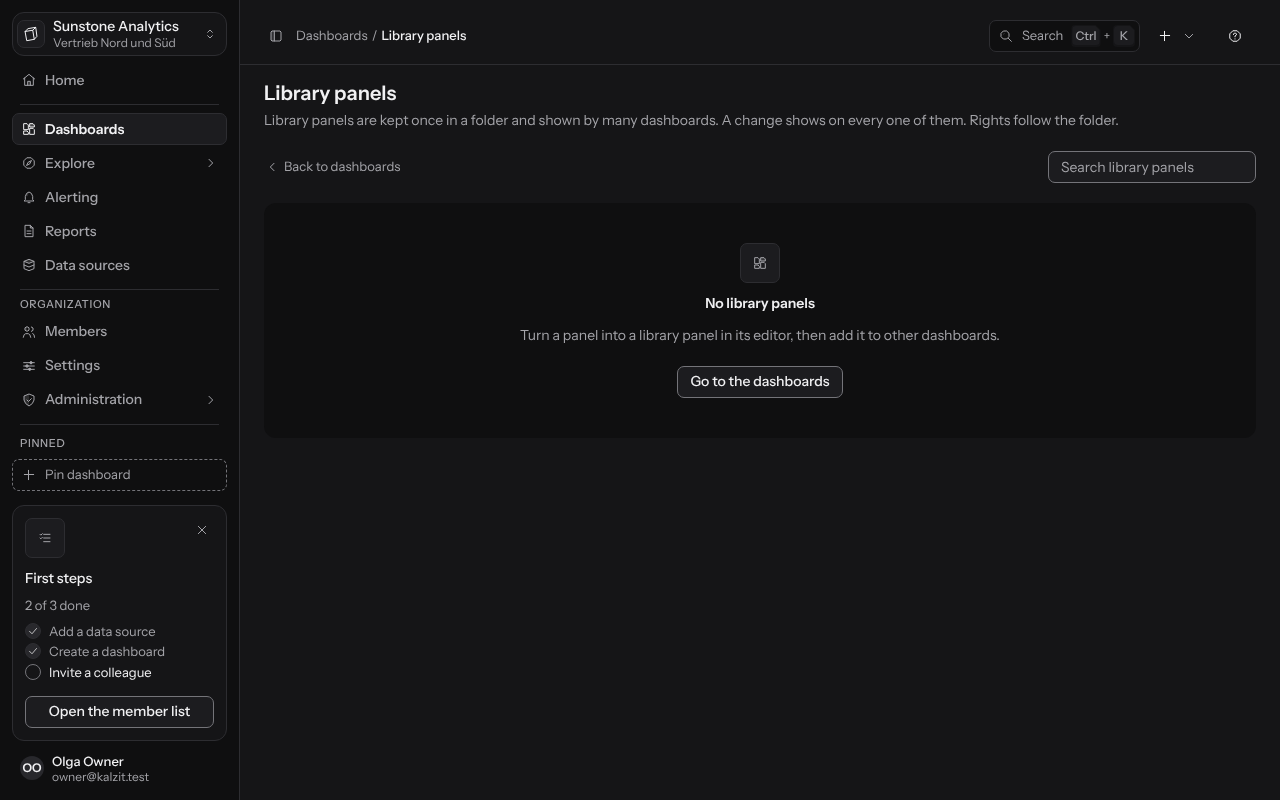 Sunstone Analytics
Vertrieb Nord und Süd
Home
Dashboards
Explore
Alerting
Reports
Data sources
ORGANIZATION
Members
Settings
Administration
PINNED
Pin dashboard
First steps
2 of 3 done
Add a data source
Create a dashboard
Invite a colleague
Open the member list
OO
Olga Owner
owner@kalzit.test
Dashboards / Library panels
Search Ctrl + K
Library panels
Library panels are kept once in a folder and shown by many dashboards. A change shows on every one of them. Rights follow the folder.
Back to dashboards
Search library panels
No library panels
Turn a panel into a library panel in its editor, then add it to other dashboards.
Go to the dashboards